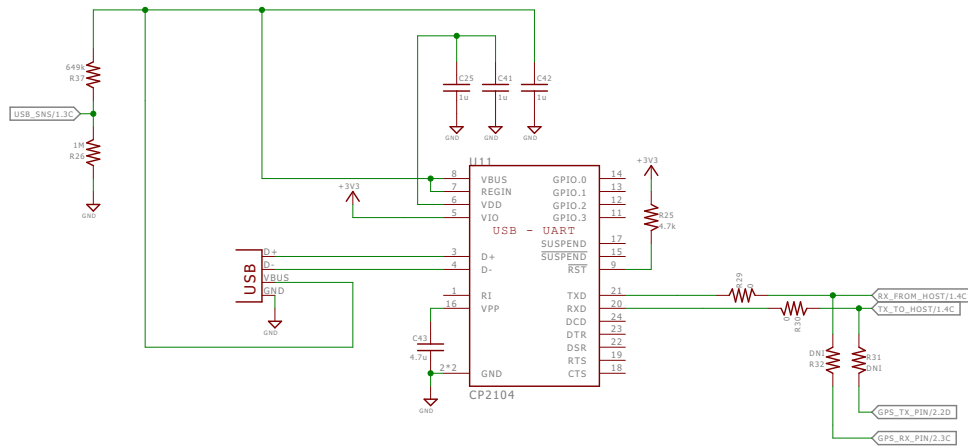 649k
R37
USB_SNS/1.3C
1M
R26
GND
C25
1u
C41
1u
C42
1u
GND
GND
GND
U11
+3V3
+3V3
8 VBUS GPIO.0 14
7 REGIN GPIO.1 13
6 VDD GPIO.2 12
5 VIO GPIO.3 11
USB - UART
SUSPEND 17
3 D+ SUSPEND 15
4 D- RST 9
R25
4.7k
USB
D+
D-
VBUS
GND
GND
1 RI TXD 21
16 VPP RXD 20
DCD 24
DTR 23
DSR 22
RTS 19
2*2 GND CTS 18
CP2104
C43
4.7u
GND
R29
0
0
R30
RX_FROM_HOST/1.4C
TX_TO_HOST/1.4C
DNI
R32
R31
DNI
GPS_TX_PIN/2.2D
GPS_RX_PIN/2.3C